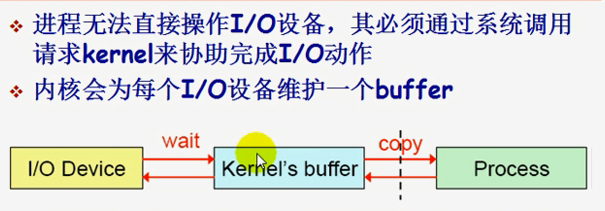 进程无法直接操作I/O设备，其必须通过系统调用
请求kernel来协助完成I/O动作
内核会为每个I/O设备维护一个buffer
wait
copy
I/O Device
Kernel's buffer
Process